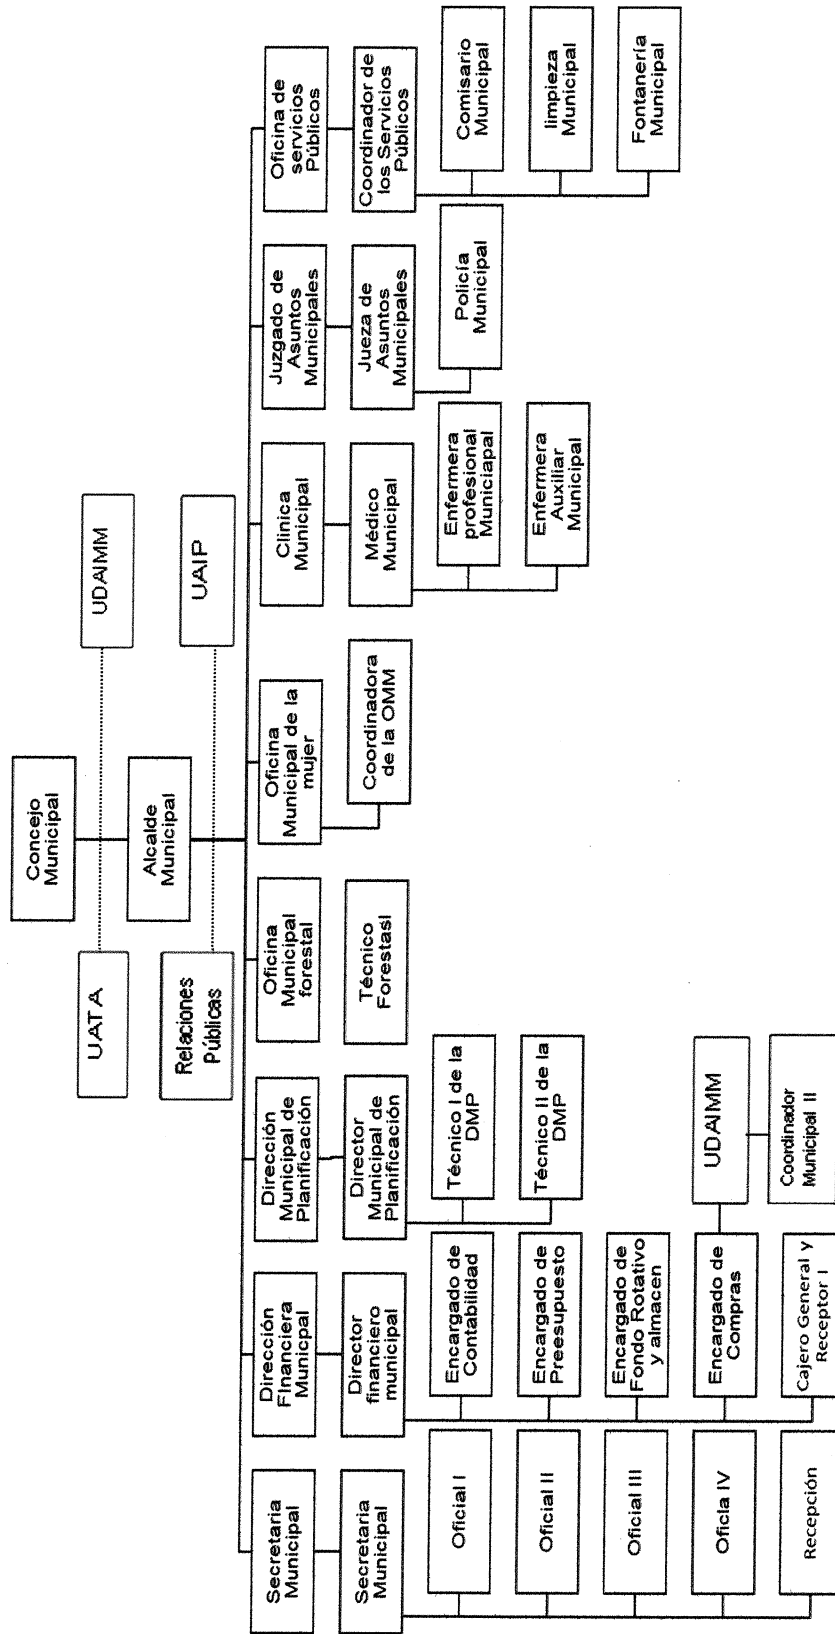 Concejo
Municipal
UATA
UDAIMM
Alcalde
Municipal
Relaciones
Públicas
UAIP
Secretaria
Municipal
Dirección
FInanciera
Municpal
Dirección
Municipal de
Planificación
Oficina
Municipal
forestal
Oficina
Municipal de la
mujer
Clínica
Municipal
Juzgado de
Asuntos
Municipales
Oficina de
servicios
Públicos
Secretaria
Municipal
Director
financiero
municipal
Director
Municipal de
Planificación
Técnico
Forestasl
Coordinadora
de la OMM
Médico
Municipal
Jueza de
Asuntos
Municipales
Coordinador de
los Servicios
Públicos
Oficial I
Encargado de
Contabilidad
Técnico I de la
DMP
Enfermera
profesional
Municiapal
Policía
Municipal
Comisario
Municipal
Oficial II
Encargado de
Preesupuesto
Técnico II de la
DMP
Enfermera
Auxiliar
Municipal
limpieza
Municipal
Oficial III
Encargado de
Fondo Rotativo
y almacen
Fontanería
Municipal
Oficla IV
Encargado de
Compras
UDAIMM
Recepción
Cajero General y
Receptor I
Coordinador
Municipal II